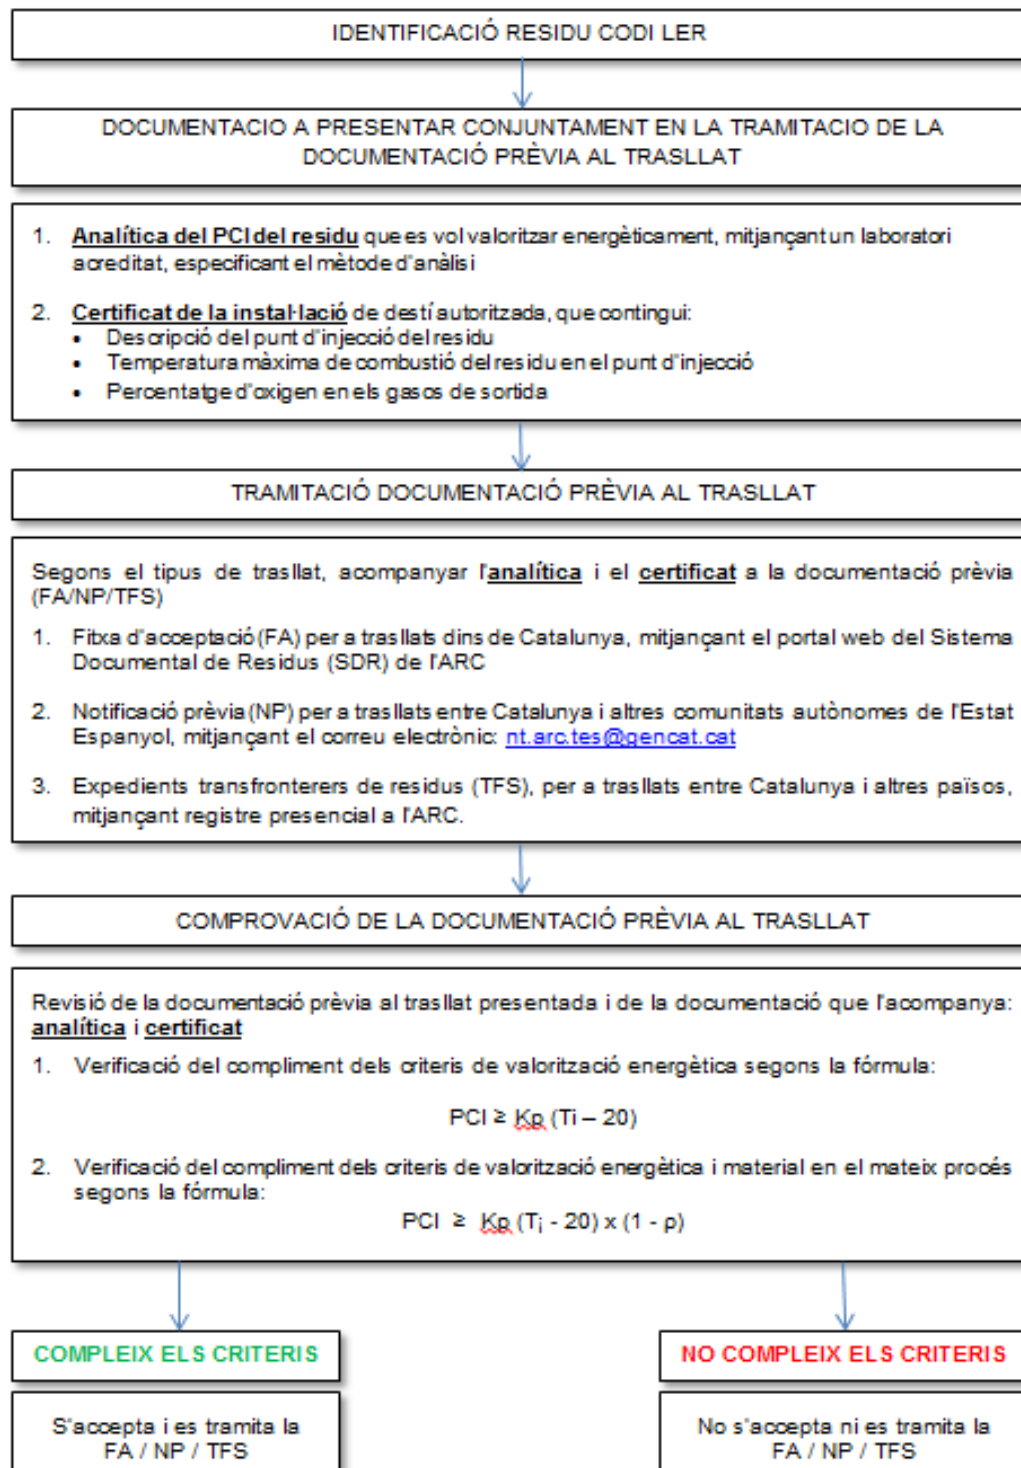 IDENTIFICACIÓ RESIDU CODI LER
DOCUMENTACIO A PRESENTAR CONJUNTAMENT EN LA TRAMITACIO DE LA
DOCUMENTACIÓ PRÈVIA AL TRASLLAT
1. Analítica del PCI del residu que es vol valoritzar energèticament, mitjançant un laboratori
acreditat, especificant el mètode d'anàlisi
2. Certificat de la instal·lació de destí autoritzada, que contingui:
• Descripció del punt d'injecció del residu
• Temperatura màxima de combustió del residu en el punt d'injecció
• Percentatge d'oxigen en els gasos de sortida
TRAMITACIÓ DOCUMENTACIÓ PRÈVIA AL TRASLLAT
Segons el tipus de trasllat, acompanyar l'analítica i el certificat a la documentació prèvia
(FA/NP/TFS)
1. Fitxa d'acceptació (FA) per a trasllats dins de Catalunya, mitjançant el portal web del Sistema
Documental de Residus (SDR) de l'ARC
2. Notificació prèvia (NP) per a trasllats entre Catalunya i altres comunitats autònomes de l'Estat
Espanyol, mitjançant el correu electrònic: nt.arc.tes@gencat.cat
3. Expedients transfronterers de residus (TFS), per a trasllats entre Catalunya i altres països,
mitjançant registre presencial a l'ARC.
COMPROVACIÓ DE LA DOCUMENTACIÓ PRÈVIA AL TRASLLAT
Revisió de la documentació prèvia al trasllat presentada i de la documentació que l'acompanya:
analítica i certificat
1. Verificació del compliment dels criteris de valorització energètica segons la fórmula:
PCI ≥ Kp (Ti – 20)
2. Verificació del compliment dels criteris de valorització energètica i material en el mateix procés
segons la fórmula:
PCI ≥ Kp (Ti - 20) x (1 - ρ)
COMPLEIX ELS CRITERIS
NO COMPLEIX ELS CRITERIS
S'accepta i es tramita la
FA / NP / TFS
No s'accepta ni es tramita la
FA / NP / TFS